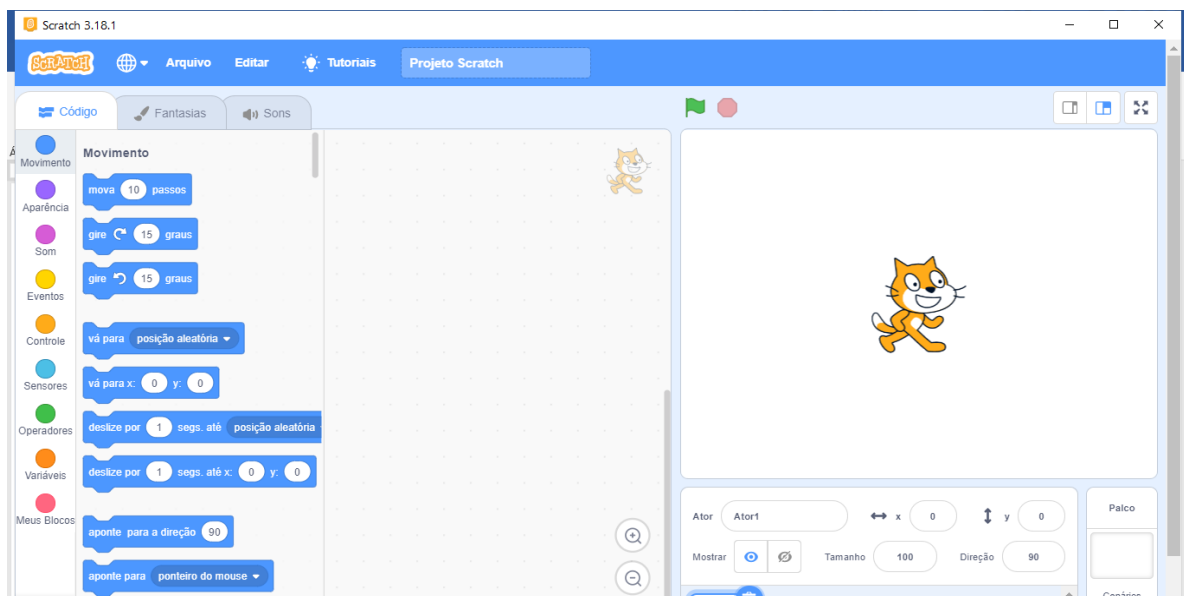 Scratch 3.18.1
SCRATCH Arquivo Editar Tutoriais Projeto Scratch
Código Fantasias Sons
Movimento
Aparência
Som
Eventos
Controle
Sensores
Operadores
Variáveis
Meus Blocos
Movimento
mova 10 passos
gire 15 graus
gire 15 graus
vá para posição aleatória
vá para x: 0 y: 0
deslize por 1 segs. até posição aleatória
deslize por 1 segs. até x: 0 y: 0
aponte para a direção 90
aponte para ponteiro do mouse
Ator Ator1 x 0 y 0
Mostrar Tamanho 100 Direção 90
Palco
Cenários